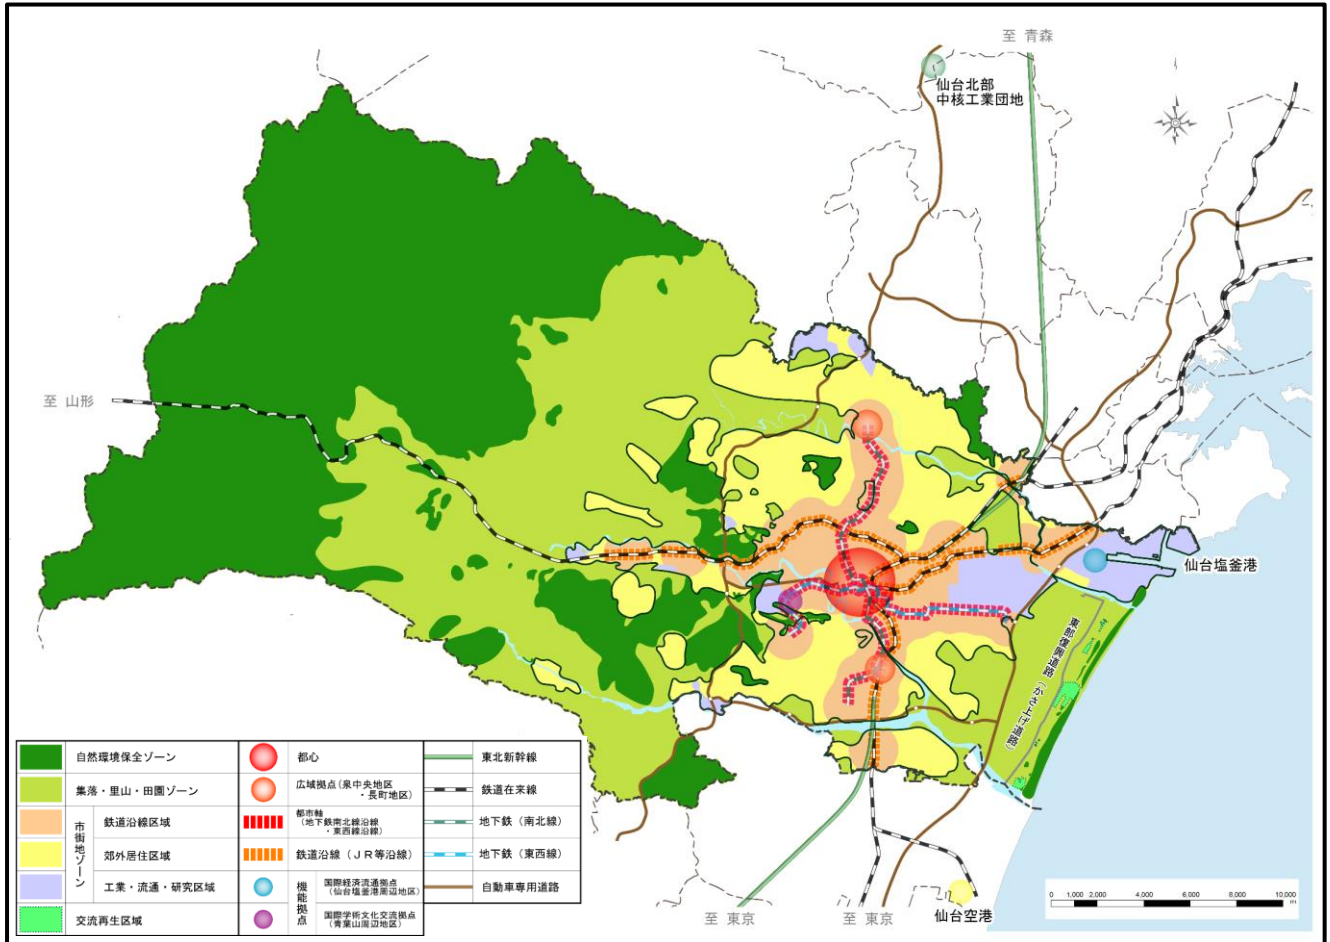 至 青森
仙台北部
中核工業団地
至 山形
仙台塩釜港
東部復興道路（かさ上げ道路）
自然環境保全ゾーン
集落・里山・田園ゾーン
市街地ゾーン
鉄道沿線区域
郊外居住区域
工業・流通・研究区域
交流再生区域
都心
広域拠点（泉中央地区
・長町地区）
都市軸
（地下鉄南北線沿線
・東西線沿線）
鉄道沿線（ＪＲ等沿線）
機能拠点
国際経済流通拠点
（仙台塩釜港周辺地区）
国際学術文化交流拠点
（青葉山周辺地区）
東北新幹線
鉄道在来線
地下鉄（南北線）
地下鉄（東西線）
自動車専用道路
至 東京
至 東京
仙台空港
0 1,000 2,000 4,000 6,000 8,000 10,000
m